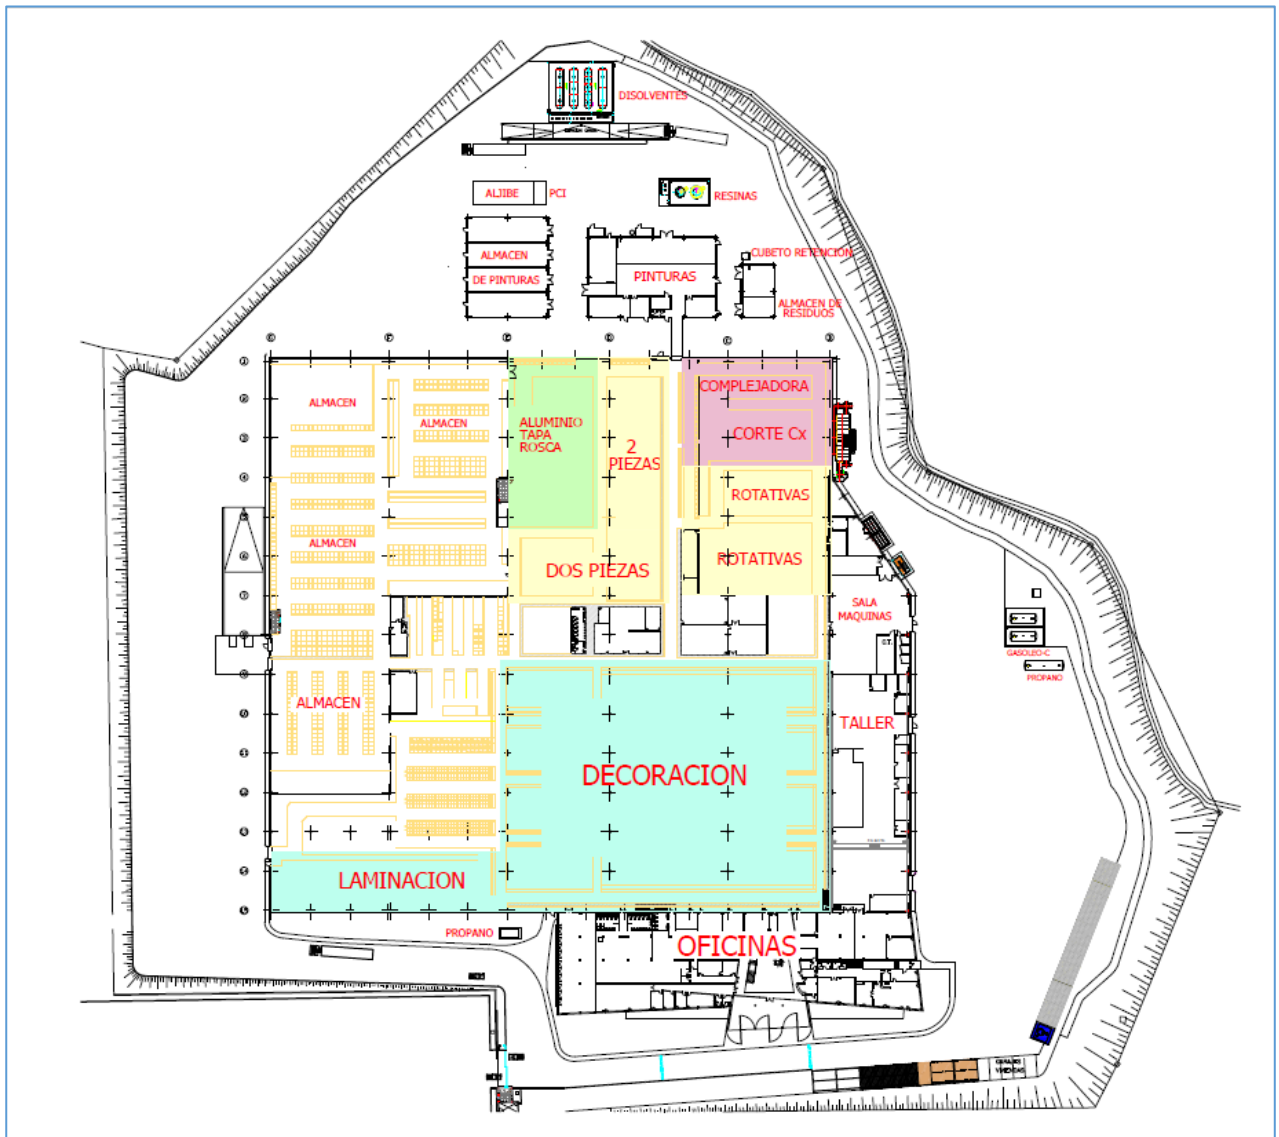 DISOLVENTES
ALJIBE
PCI
RESINAS
ALMACEN
DE PINTURAS
PINTURAS
CUBETO RETENCION
ALMACEN DE
RESIDUOS
COMPLEJADORA
CORTE Cx
ALMACEN
ALMACEN
ALUMINIO
TAPA
ROSCA
2
PIEZAS
ROTATIVAS
ALMACEN
DOS PIEZAS
ROTATIVAS
SALA
MAQUINAS
C.T.
GASOLEO-C
PROPANO
ALMACEN
TALLER
DECORACION
LAMINACION
PROPANO
OFICINAS